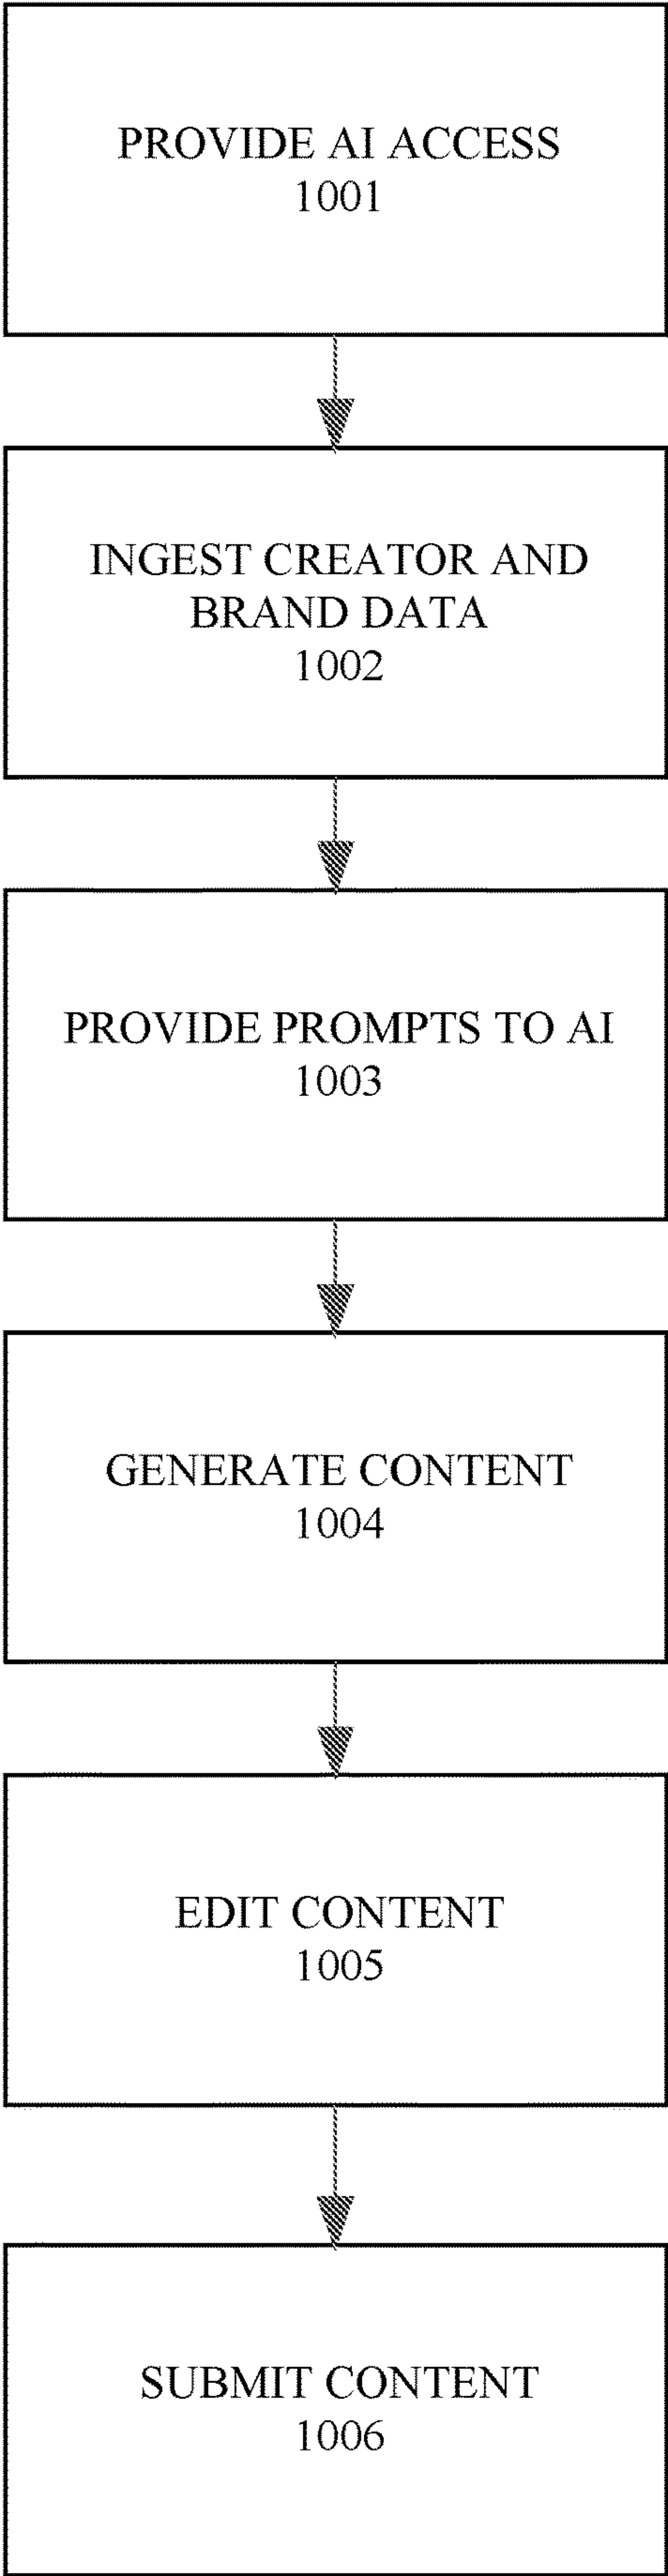 PROVIDE AI ACCESS
1001
INGEST CREATOR AND
BRAND DATA
1002
PROVIDE PROMPTS TO AI
1003
GENERATE CONTENT
1004
EDIT CONTENT
1005
SUBMIT CONTENT
1006